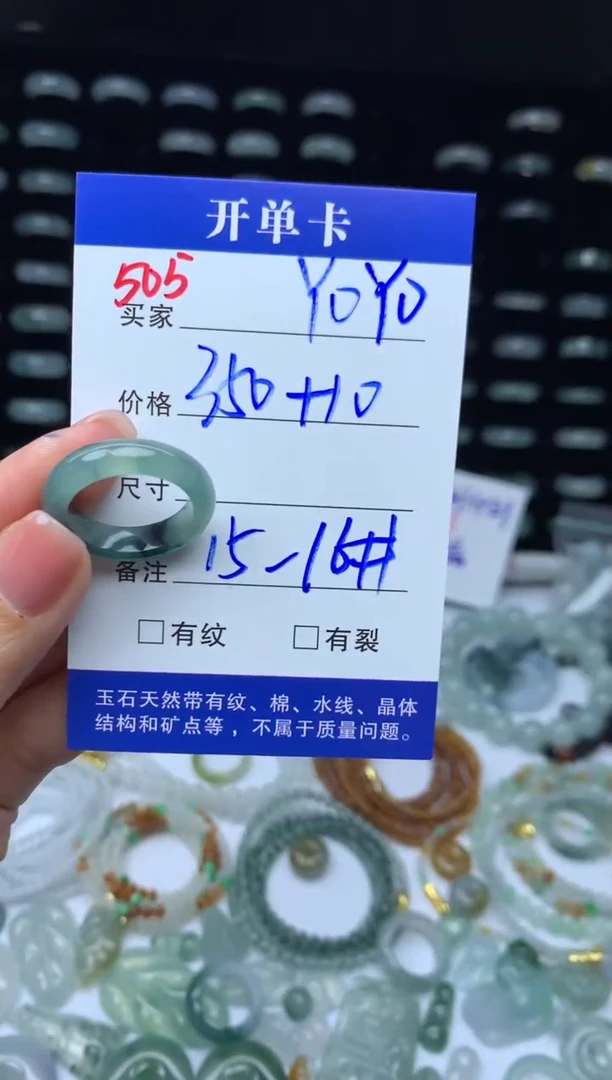 开单卡
505
买家 YOYO
价格 350+10
尺寸
备注 15-16#
□有纹 □有裂
玉石天然带有纹、棉、水线、晶体
结构和矿点等，不属于质量问题。